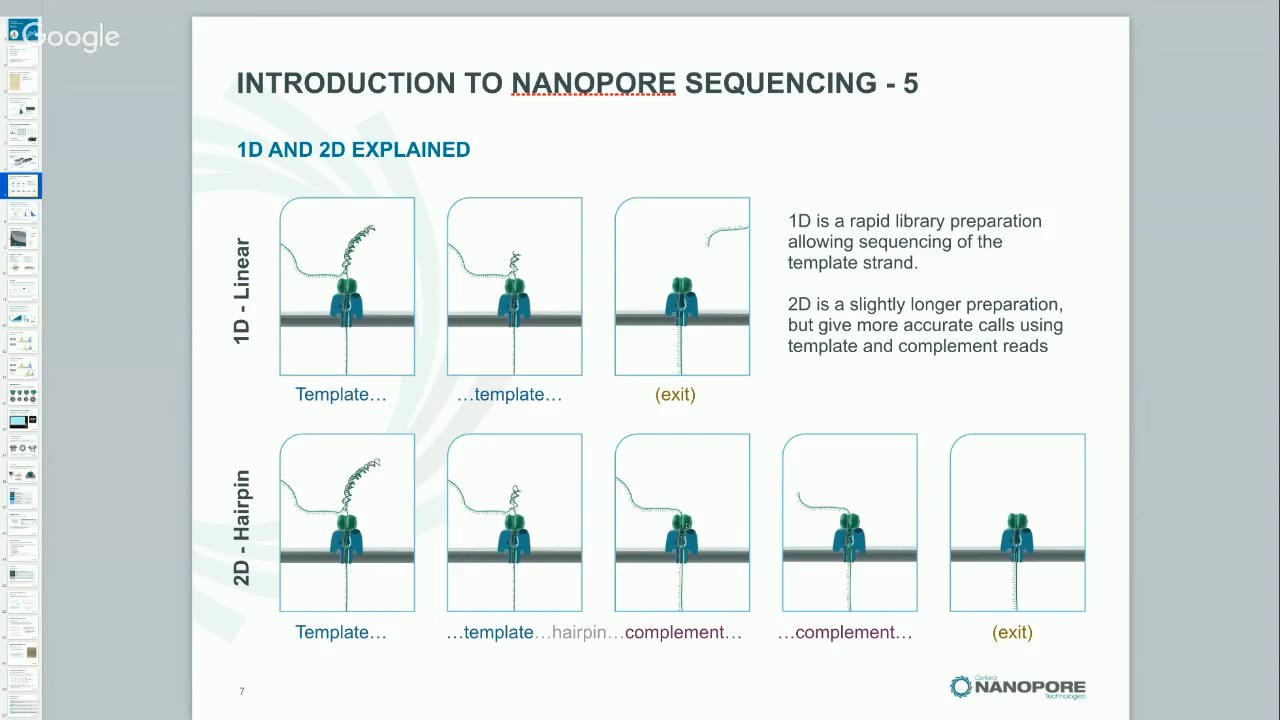 Google
INTRODUCTION TO NANOPORE SEQUENCING - 5
1D AND 2D EXPLAINED
1D - Linear
Template…
…template…
(exit)
1D is a rapid library preparation
allowing sequencing of the
template strand.
2D is a slightly longer preparation,
but give more accurate calls using
template and complement reads
2D - Hairpin
Template…
…template…hairpin…complement…
…complement…
(exit)
7
Oxford
NANOPORE
Technologies